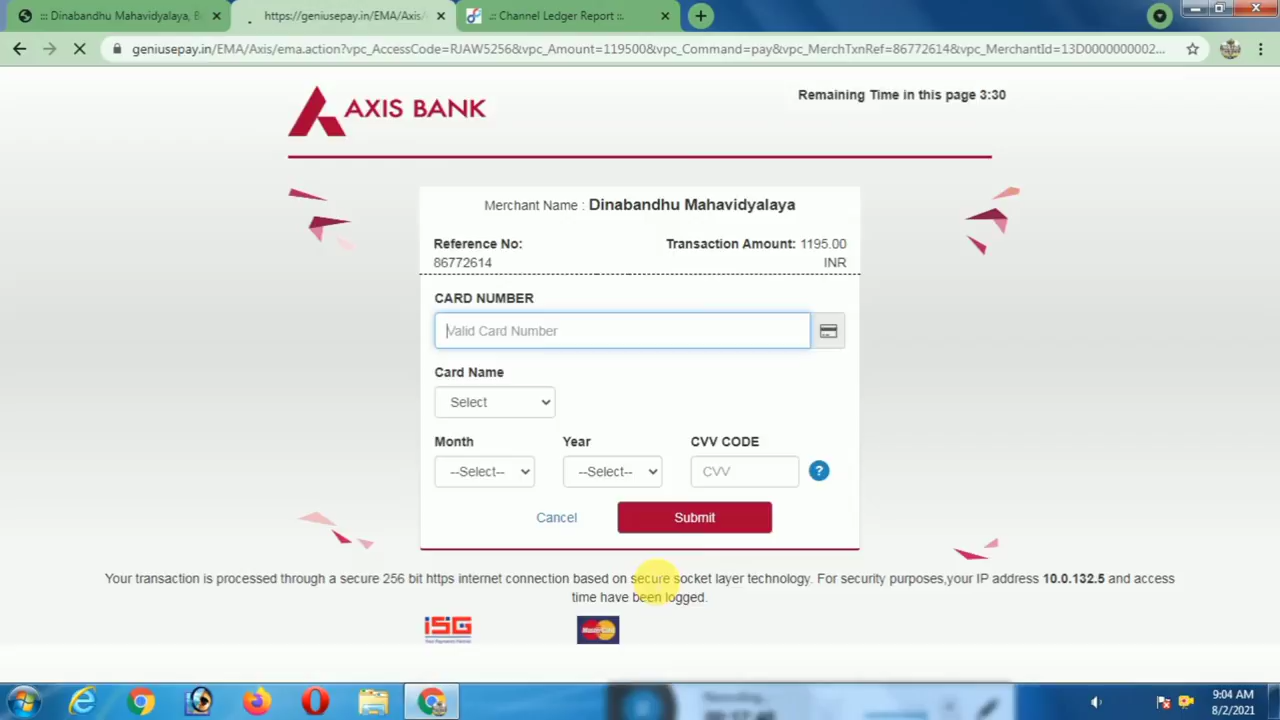 .:: Dinabandhu Mahavidyalaya, B
https://geniusepay.in/EMA/Axis/
.:: Channel Ledger Report ::.
geniusepay.in/EMA/Axis/ema.action?vpc_AccessCode=RJAW5256&vpc_Amount=119500&vpc_Command=pay&vpc_MerchTxnRef=86772614&vpc_MerchantId=13D0000000002...
AXIS BANK
Remaining Time in this page 3:30
Merchant Name : Dinabandhu Mahavidyalaya
Reference No: Transaction Amount: 1195.00
86772614 INR
CARD NUMBER
Valid Card Number
Card Name
Select
Month Year CVV CODE
--Select-- --Select-- CVV ?
Cancel Submit
Your transaction is processed through a secure 256 bit https internet connection based on secure socket layer technology. For security purposes,your IP address 10.0.132.5 and access
time have been logged.
ISG
MasterCard
Recording...
9:04 AM
8/2/2021